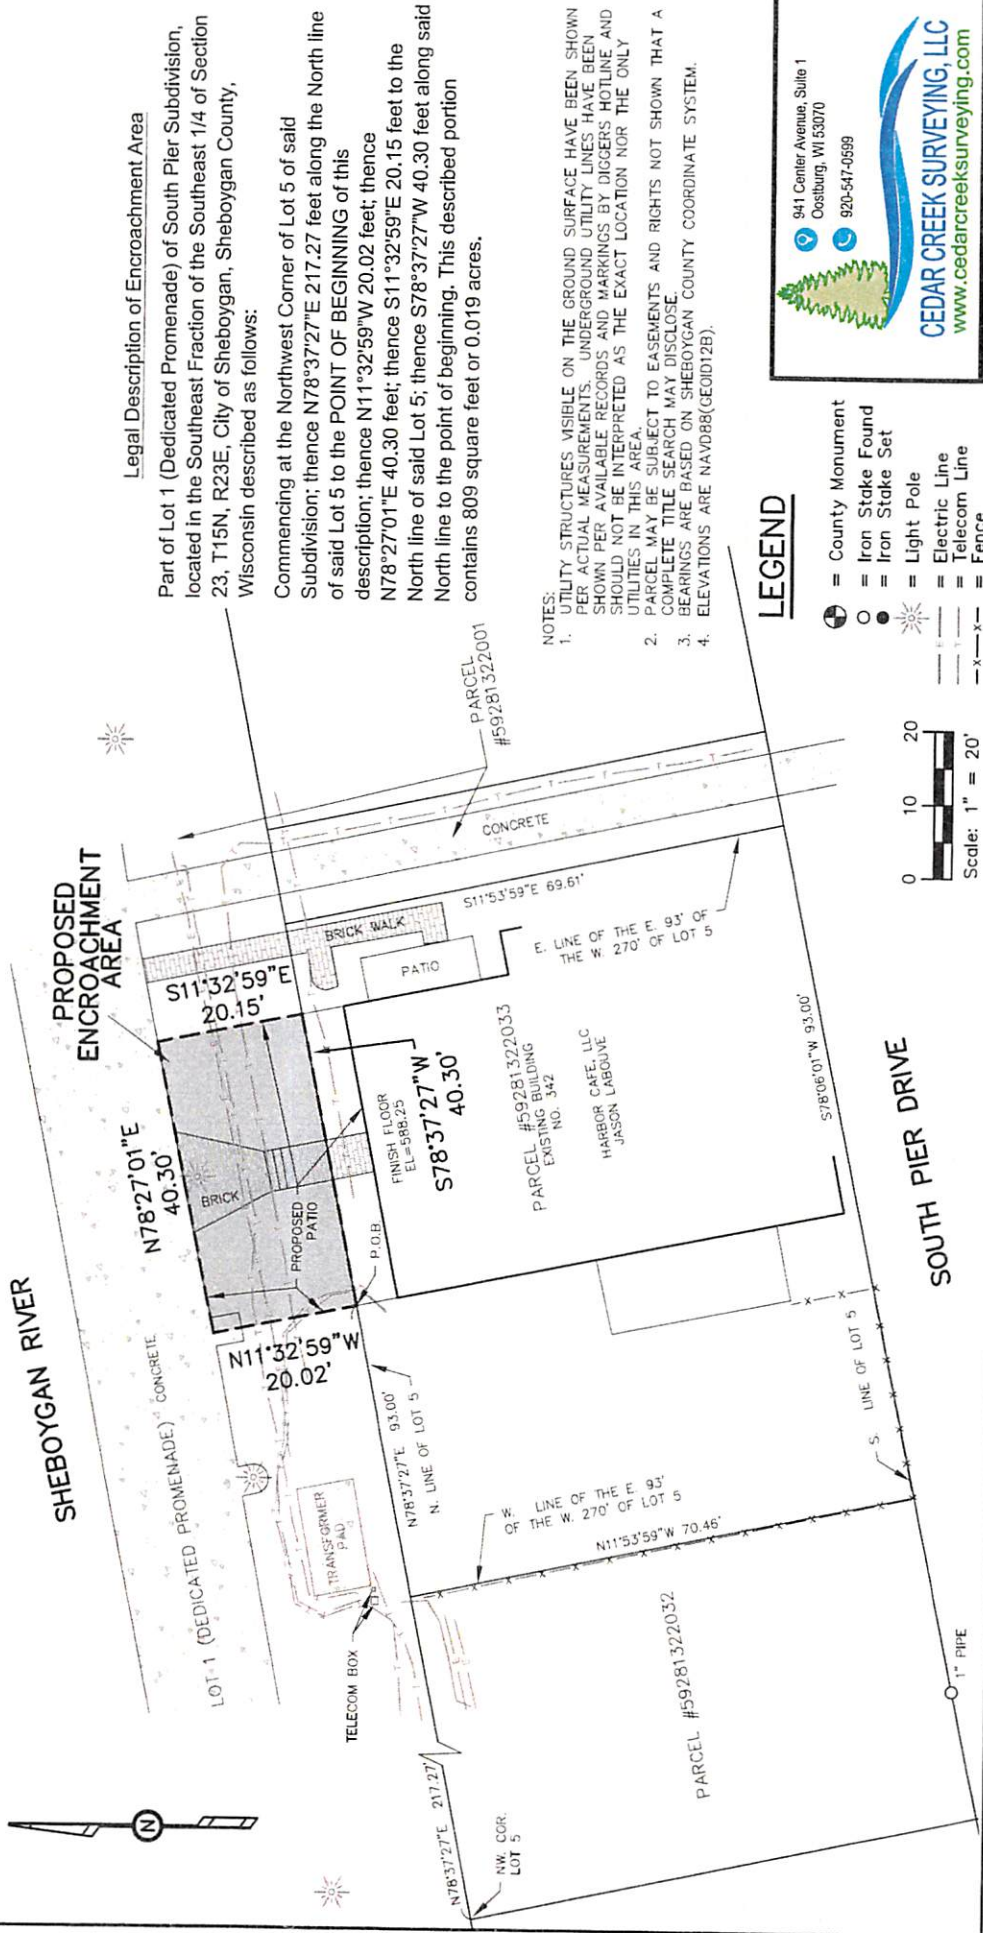 Legal Description of Encroachment Area
Part of Lot 1 (Dedicated Promenade) of South Pier Subdivision,
located in the Southeast Fraction of the Southeast 1/4 of Section
23, T15N, R23E, City of Sheboygan, Sheboygan County,
Wisconsin described as follows:
Commencing at the Northwest Corner of Lot 5 of said
Subdivision; thence N78°37'27"E 217.27 feet along the North line
of said Lot 5 to the POINT OF BEGINNING of this
description; thence N11°32'59"W 20.02 feet; thence
N78°27'01"E 40.30 feet; thence S11°32'59"E 20.15 feet to the
North line of said Lot 5; thence S78°37'27"W 40.30 feet along said
North line to the point of beginning. This described portion
contains 809 square feet or 0.019 acres.
NOTES:
1. UTILITY STRUCTURES VISIBLE ON THE GROUND SURFACE HAVE BEEN SHOWN
PER ACTUAL MEASUREMENTS. UNDERGROUND UTILITY LINES HAVE BEEN
SHOWN PER AVAILABLE RECORDS AND MARKINGS BY DIGGERS HOTLINE AND
SHOULD NOT BE INTERPRETED AS THE EXACT LOCATION NOR THE ONLY
UTILITIES IN THIS AREA.
2. PARCEL MAY BE SUBJECT TO EASEMENTS AND RIGHTS NOT SHOWN THAT A
COMPLETE TITLE SEARCH MAY DISCLOSE.
3. BEARINGS ARE BASED ON SHEBOYGAN COUNTY COORDINATE SYSTEM.
4. ELEVATIONS ARE NAVD88(GEOID12B).
SHEBOYGAN RIVER
PROPOSED
ENCROACHMENT
AREA
LOT 1 (DEDICATED PROMENADE) CONCRETE
N78°27'01"E
40.30'
S11°32'59"E
20.15'
BRICK
PROPOSED
PATIO
N11°32'59"W
20.02'
P.O.B
S78°37'27"W
40.30'
FINISH FLOOR
EL=588.25
BRICK WALK
PATIO
CONCRETE
PARCEL
#59281322001
S11°53'59"E 69.61'
E. LINE OF THE E. 93' OF
THE W. 270' OF LOT 5
PARCEL #59281322033
EXISTING BUILDING
NO. 342
HARBOR CAFE, LLC
JASON LABOUVE
S78°06'01"W 93.00'
TRANSFORMER
PAD
TELECOM BOX
N78°37'27"E 93.00'
N. LINE OF LOT 5
W. LINE OF THE E. 93'
OF THE W. 270' OF LOT 5
N11°53'59"W 70.46'
S. LINE OF LOT 5
SOUTH PIER DRIVE
N
N78°37'27"E 217.27'
NW. COR.
LOT 5
PARCEL #59281322032
1" PIPE
0 10 20
Scale: 1" = 20'
LEGEND
= County Monument
= Iron Stake Found
= Iron Stake Set
= Light Pole
E = Electric Line
T = Telecom Line
x = Fence
941 Center Avenue, Suite 1
Oostburg, WI 53070
920-547-0599
CEDAR CREEK SURVEYING, LLC
www.cedarcreeksurveying.com